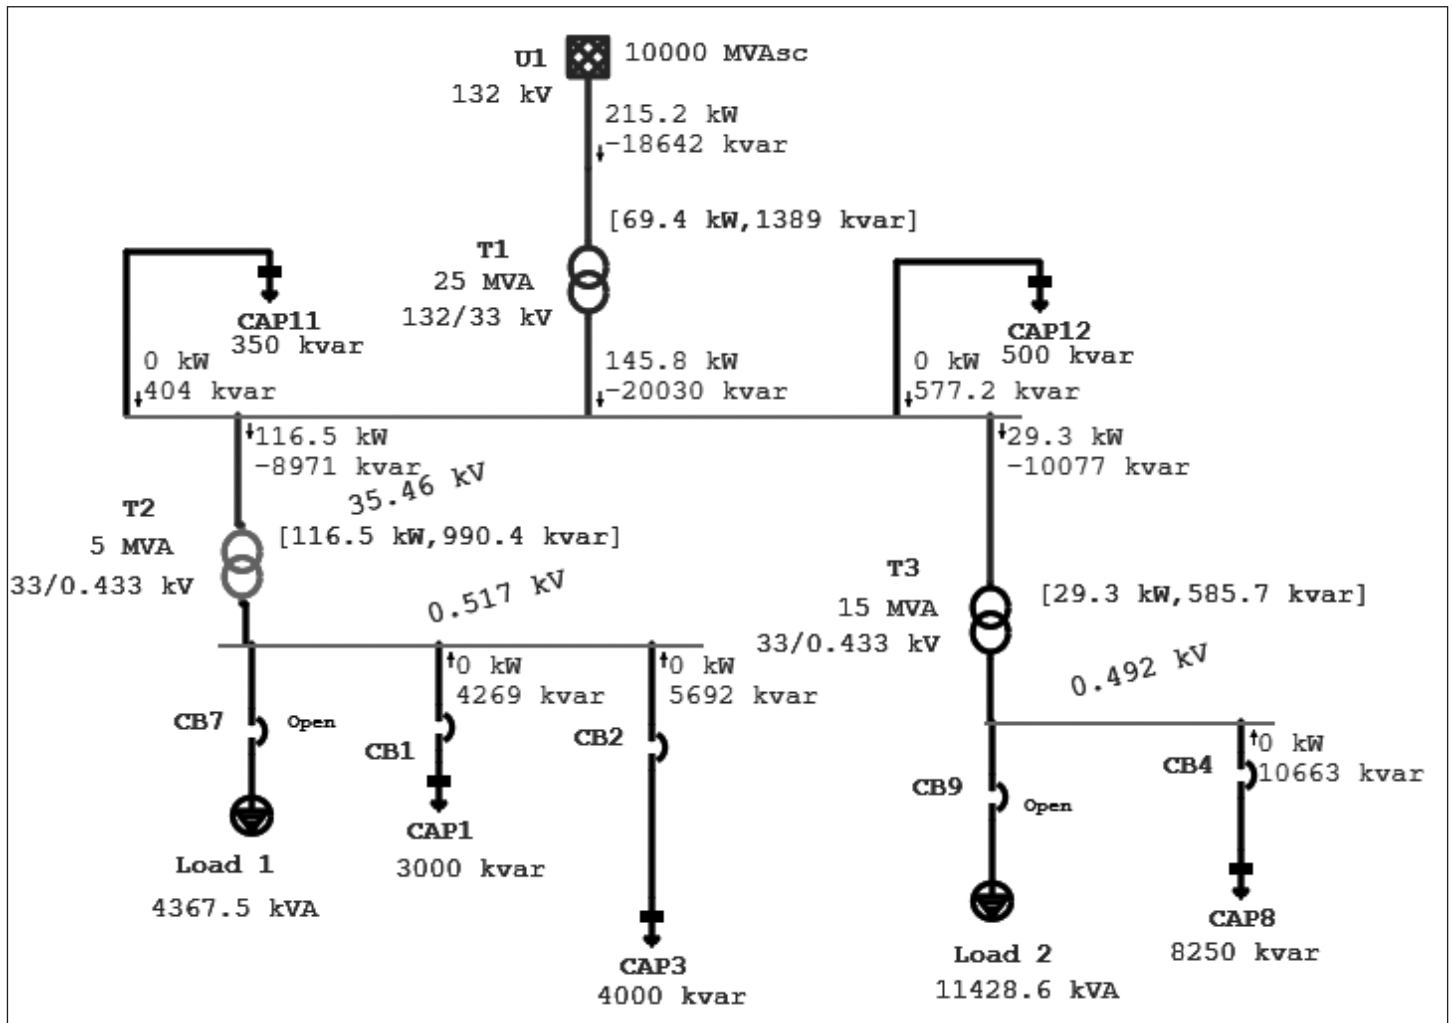 U1
10000 MVAsc
132 kV
215.2 kW
-18642 kvar
[69.4 kW,1389 kvar]
T1
25 MVA
132/33 kV
CAP11
350 kvar
0 kW
404 kvar
145.8 kW
-20030 kvar
CAP12
500 kvar
0 kW
577.2 kvar
116.5 kW
-8971 kvar
35.46 kV
29.3 kW
-10077 kvar
T2
5 MVA
33/0.433 kV
[116.5 kW,990.4 kvar]
0.517 kV
T3
15 MVA
33/0.433 kV
[29.3 kW,585.7 kvar]
0.492 kV
0 kW
4269 kvar
0 kW
5692 kvar
CB7
Open
CB1
CB2
0 kW
10663 kvar
CB4
CB9
Open
CAP1
3000 kvar
Load 1
4367.5 kVA
CAP3
4000 kvar
Load 2
11428.6 kVA
CAP8
8250 kvar